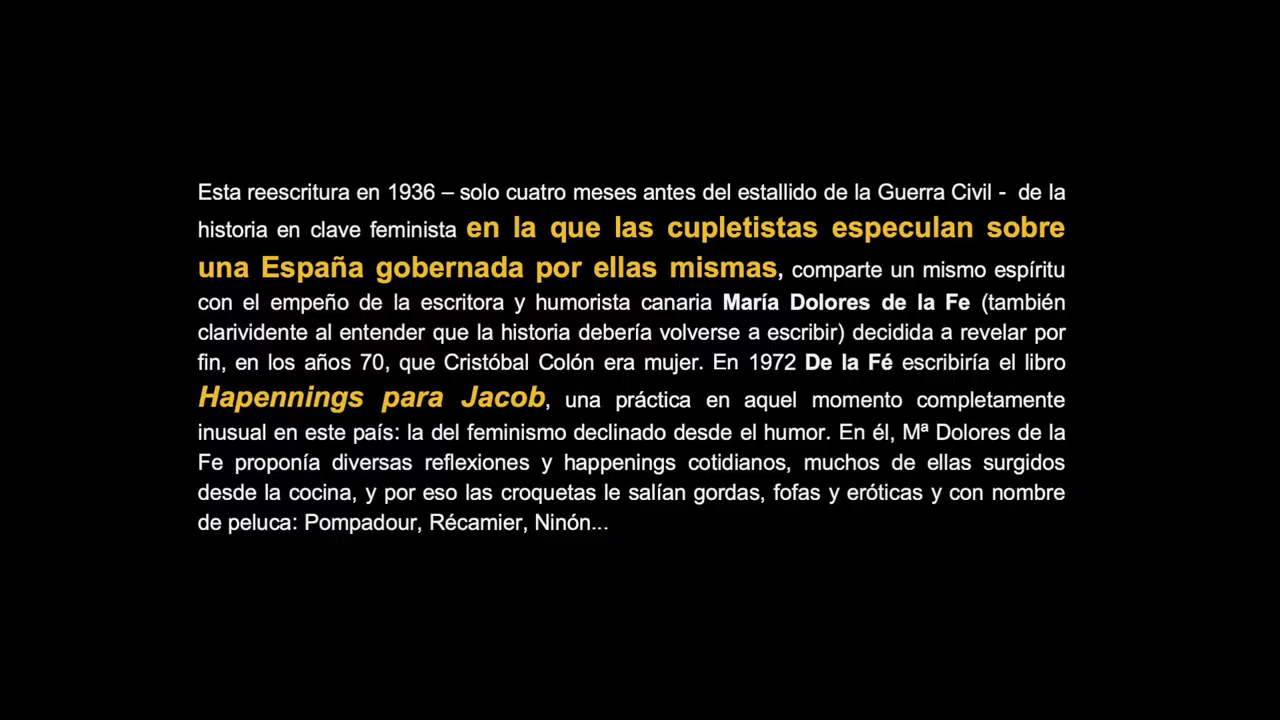 Esta reescritura en 1936 – solo cuatro meses antes del estallido de la Guerra Civil -  de la
historia en clave feminista en la que las cupletistas especulan sobre
una España gobernada por ellas mismas, comparte un mismo espíritu
con el empeño de la escritora y humorista canaria María Dolores de la Fe (también
clarividente al entender que la historia debería volverse a escribir) decidida a revelar por
fin, en los años 70, que Cristóbal Colón era mujer. En 1972 De la Fé escribiría el libro
Hapennings para Jacob, una práctica en aquel momento completamente
inusual en este país: la del feminismo declinado desde el humor. En él, Mª Dolores de la
Fe proponía diversas reflexiones y happenings cotidianos, muchos de ellas surgidos
desde la cocina, y por eso las croquetas le salían gordas, fofas y eróticas y con nombre
de peluca: Pompadour, Récamier, Ninón...